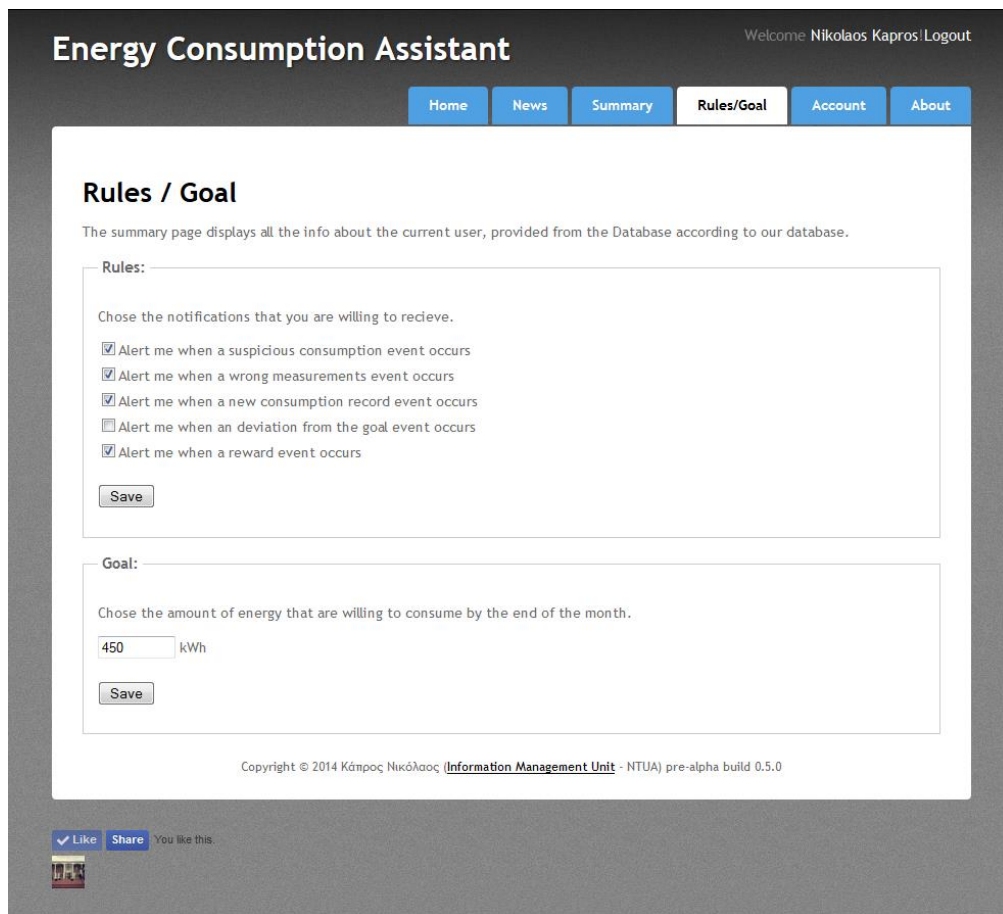 Energy Consumption Assistant
Welcome Nikolaos Kapros!Logout
Home News Summary Rules/Goal Account About
Rules / Goal
The summary page displays all the info about the current user, provided from the Database according to our database.
Rules:
Chose the notifications that you are willing to recieve.
Alert me when a suspicious consumption event occurs
Alert me when a wrong measurements event occurs
Alert me when a new consumption record event occurs
Alert me when an deviation from the goal event occurs
Alert me when a reward event occurs
Save
Goal:
Chose the amount of energy that are willing to consume by the end of the month.
450 kWh
Save
Copyright © 2014 Κάπρος Νικόλαος (Information Management Unit - NTUA) pre-alpha build 0.5.0
Like Share You like this.